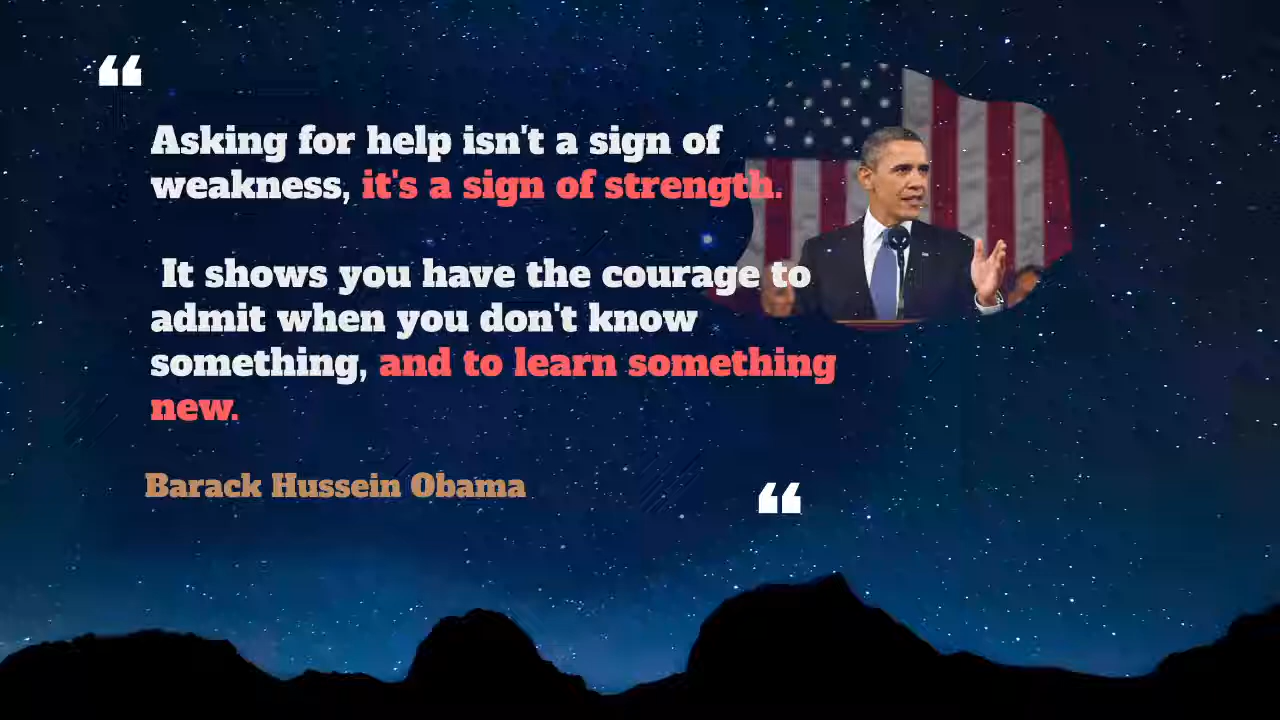 ❝
Asking for help isn't a sign of
weakness, it's a sign of strength.
It shows you have the courage to
admit when you don't know
something, and to learn something
new.
Barack Hussein Obama
❝